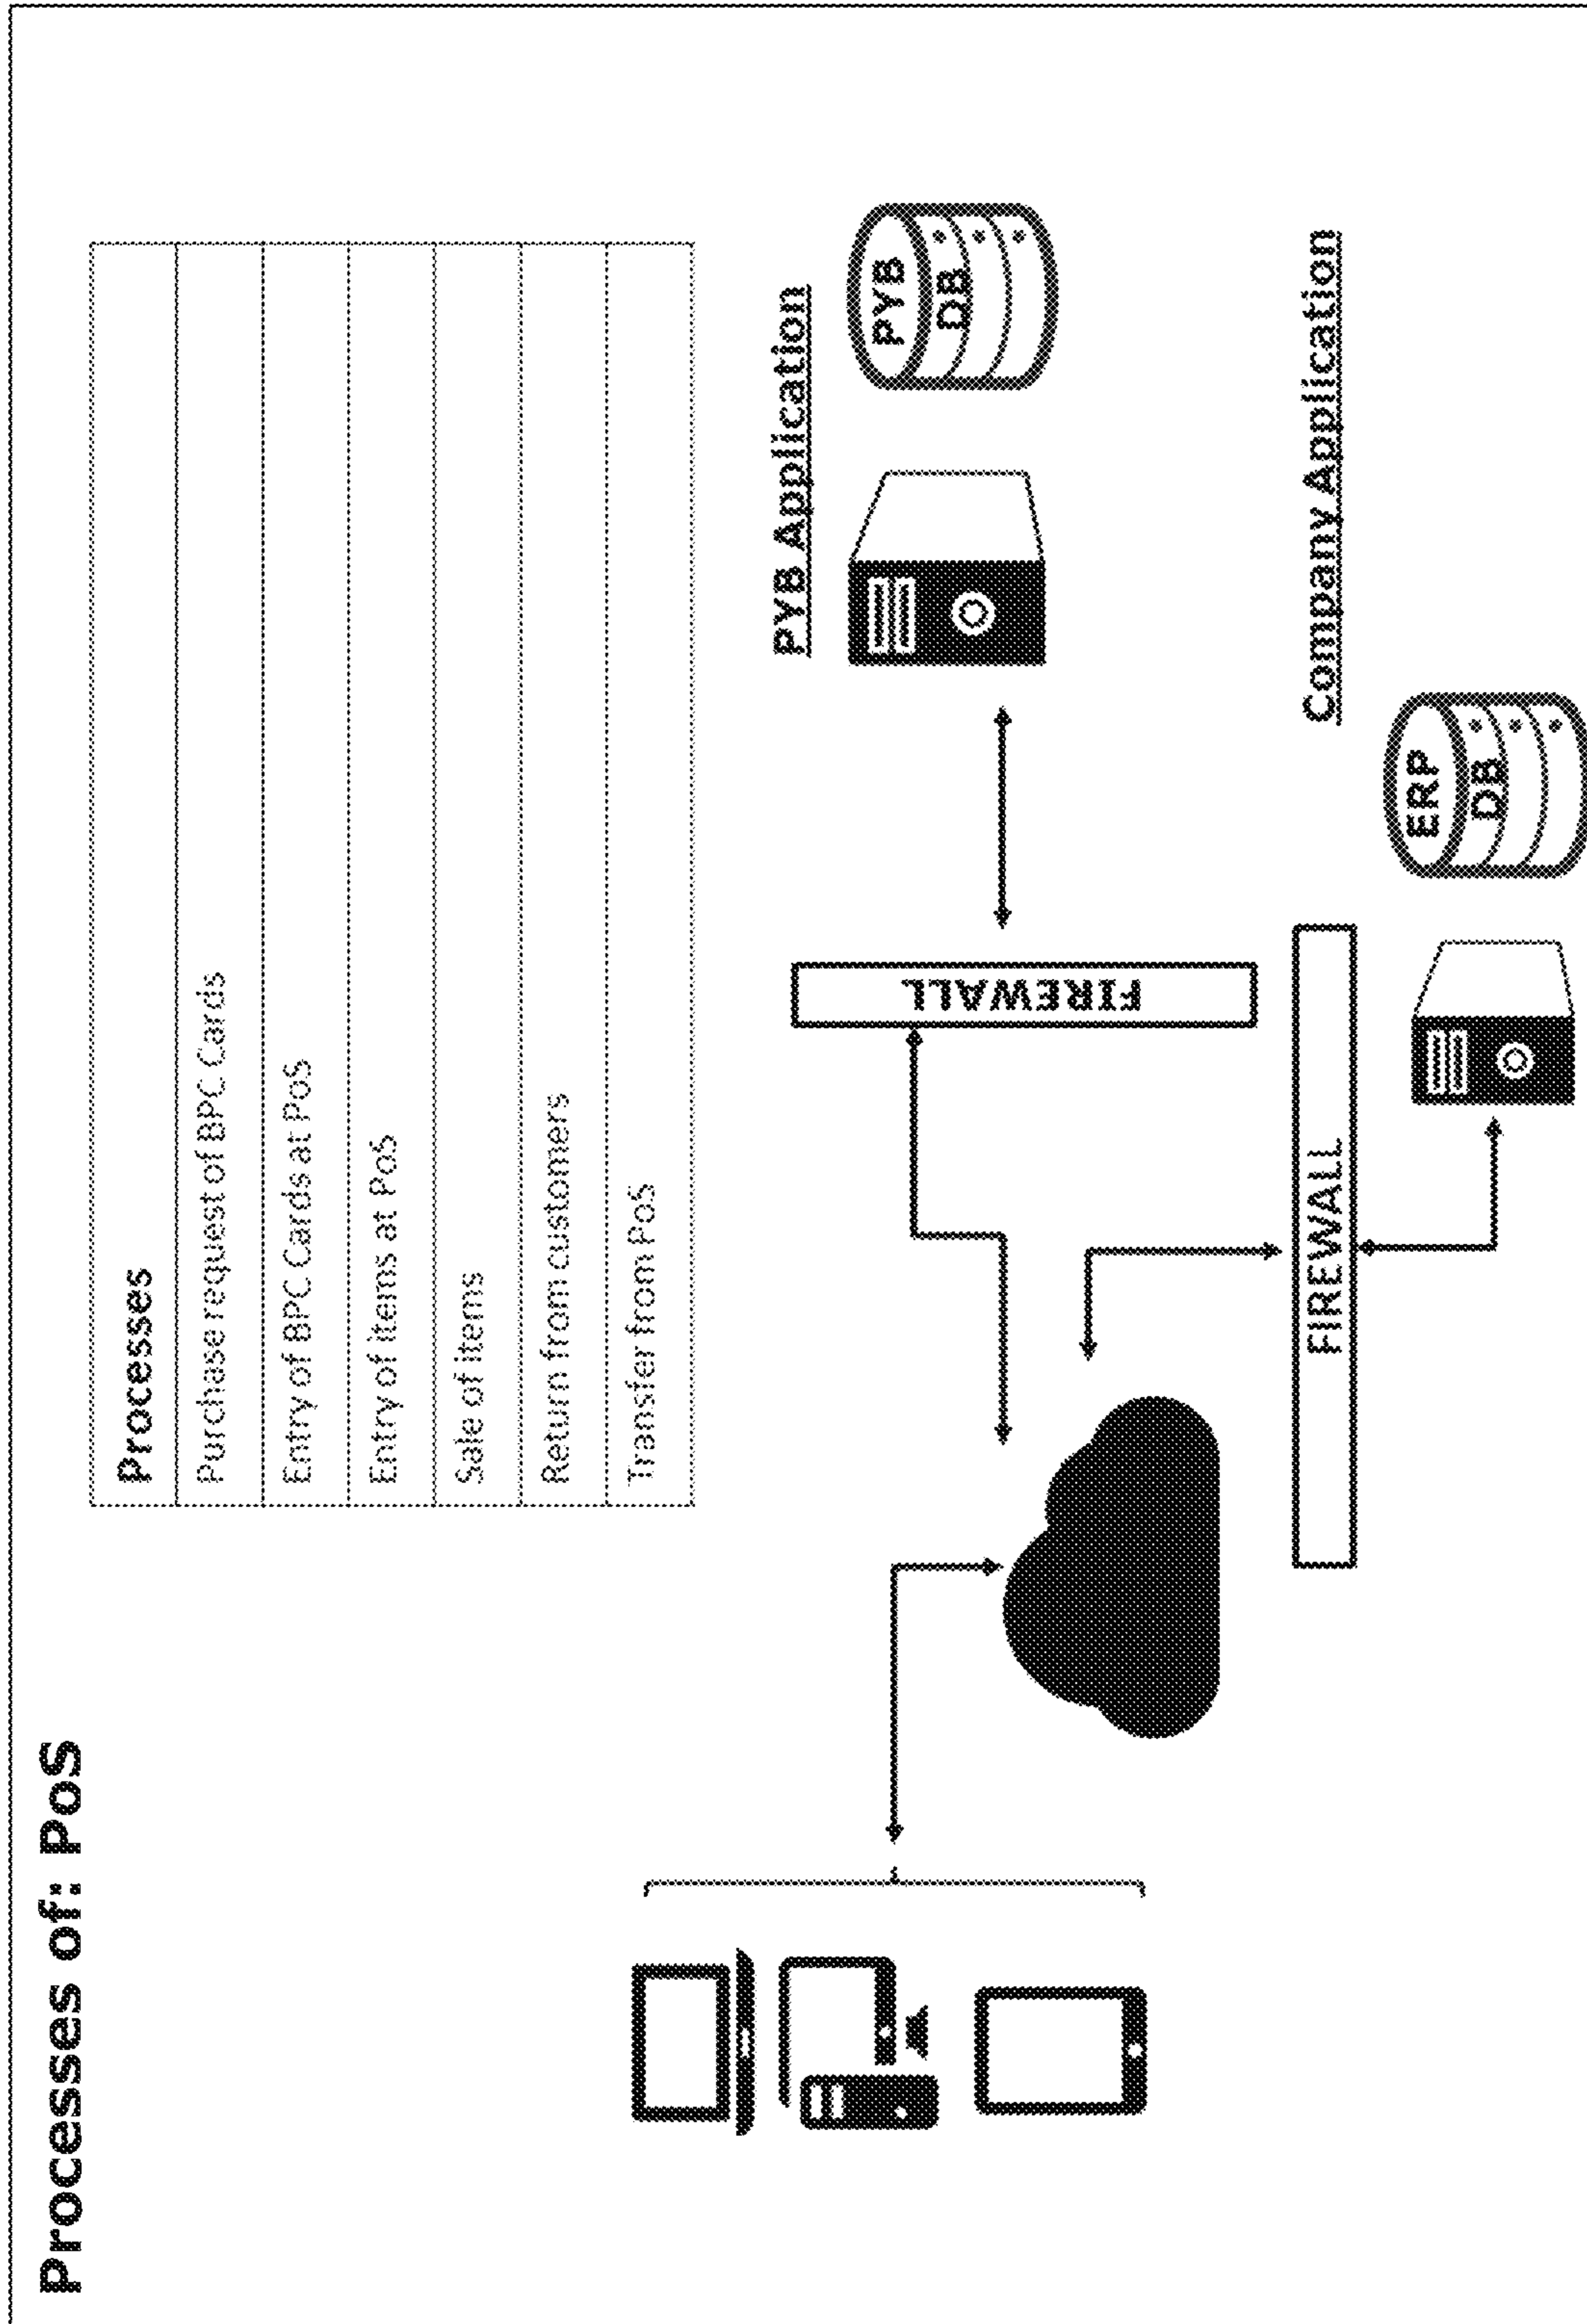 Processes of: PoS
Processes
Purchase request of BPC Cards
Entry of BPC Cards at PoS
Entry of items at PoS
Sale of items
Return from customers
Transfer from PoS
PYB Application
PYB
DB
FIREWALL
Company Application
FIREWALL
ERP
DB